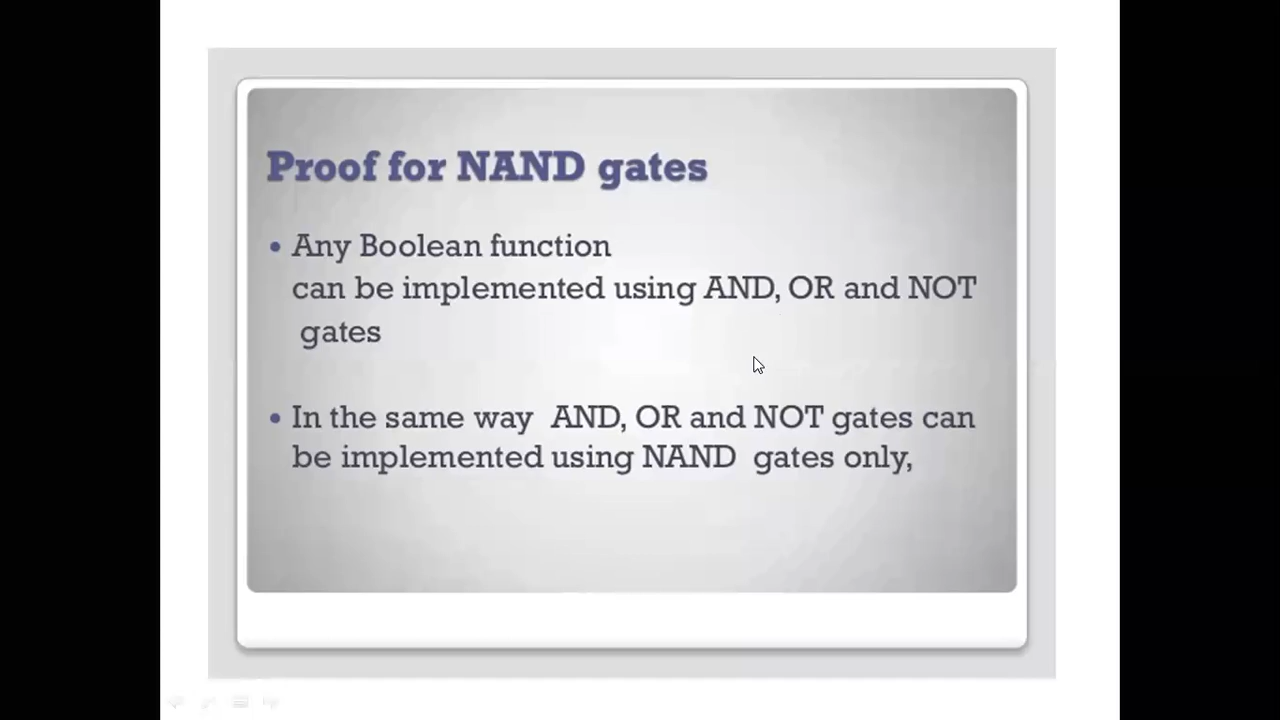 Proof for NAND gates
• Any Boolean function
can be implemented using AND, OR and NOT
gates
• In the same way AND, OR and NOT gates can
be implemented using NAND gates only,